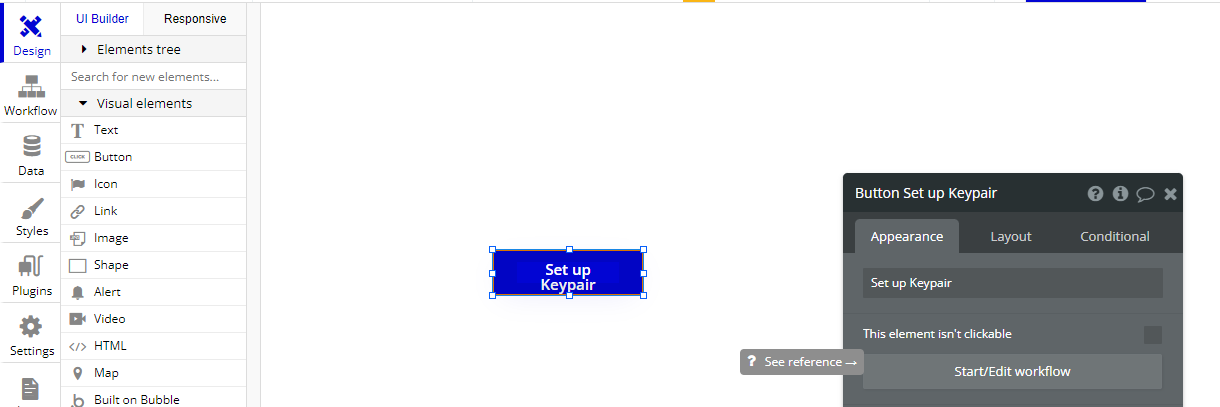 Design
Workflow
Data
Styles
Plugins
Settings
UI Builder
Responsive
Elements tree
Search for new elements...
Visual elements
Text
CLICK
Button
Icon
Link
Image
Shape
Alert
Video
HTML
Map
Built on Bubble
Set up
Keypair
Button Set up Keypair
Appearance
Layout
Conditional
Set up Keypair
This element isn't clickable
? See reference →
Start/Edit workflow